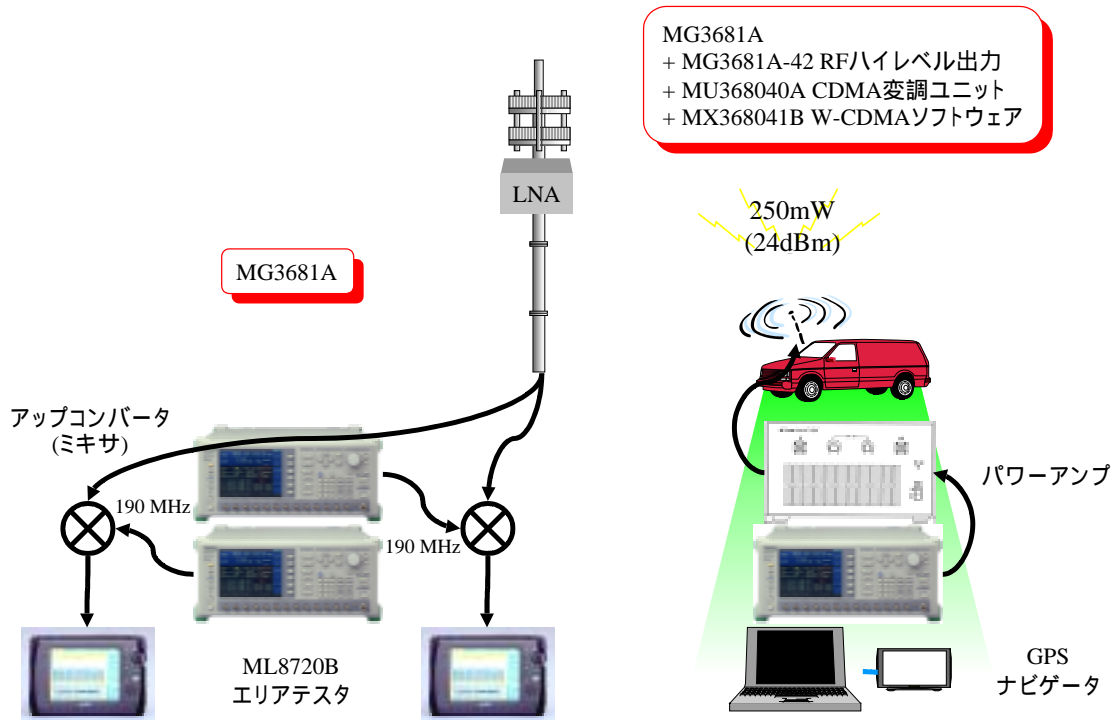 MG3681A
+ MG3681A-42 RFハイレベル出力
+ MU368040A CDMA変調ユニット
+ MX368041B W-CDMAソフトウェア
LNA
250mW
(24dBm)
MG3681A
アップコンバータ
(ミキサ)
190 MHz
190 MHz
パワーアンプ
ML8720B
エリアテスタ
GPS
ナビゲータ